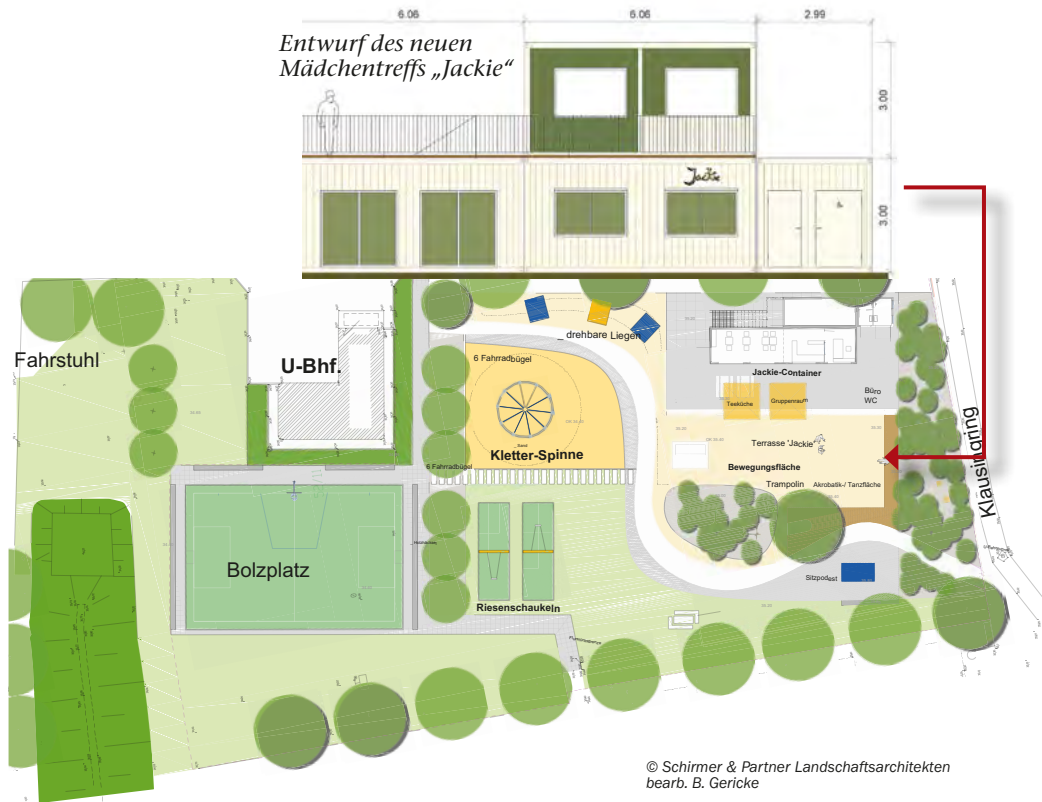 6.06
6.06
2.99
Entwurf des neuen
Mädchentreffs „Jackie“
3.00
Jackie
3.00
Fahrstuhl
U-Bhf.
drehbare Liegen
6 Fahrradbügel
Jackie-Container
Büro
WC
Teeküche
Gruppenraum
Sand
Kletter-Spinne
Terrasse 'Jackie'
Bewegungsfläche
6 Fahrradbügel
Trampolin
Akrobatik-/ Tanzfläche
Klausingring
Bolzplatz
Sitzpodest
Riesenschaukeln
© Schirmer & Partner Landschaftsarchitekten
bearb. B. Gericke